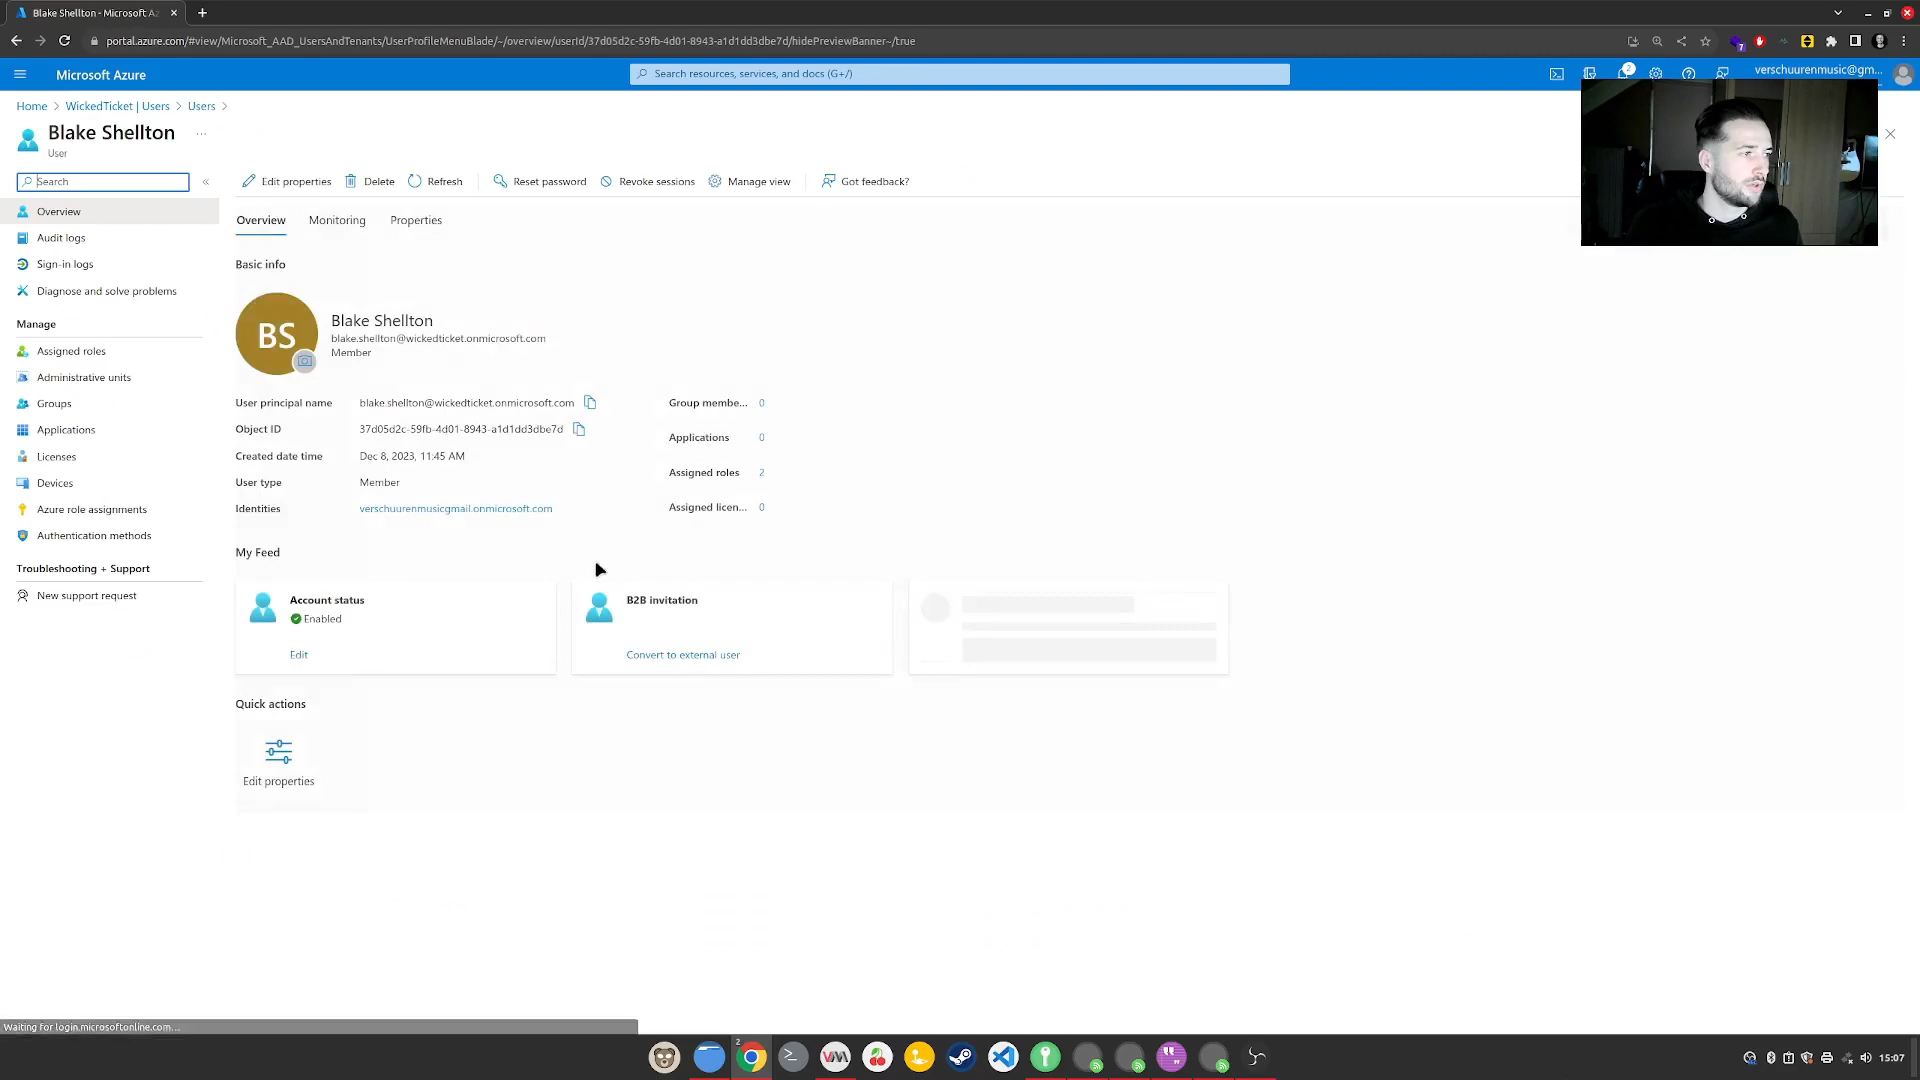 Blake Shellton - Microsoft Az
portal.azure.com/#view/Microsoft_AAD_UsersAndTenants/UserProfileMenuBlade/~/overview/userId/37d05d2c-59fb-4d01-8943-a1d1dd3dbe7d/hidePreviewBanner~/true
7
Microsoft Azure
Search resources, services, and docs (G+/)
2
verschuurenmusic@gm...
Home > WickedTicket | Users > Users >
Blake Shellton ...
User
Search
«
Edit properties
Delete
Refresh
Reset password
Revoke sessions
Manage view
Got feedback?
Overview
Audit logs
Sign-in logs
Diagnose and solve problems
Manage
Assigned roles
Administrative units
Groups
Applications
Licenses
Devices
Azure role assignments
Authentication methods
Troubleshooting + Support
New support request
Overview
Monitoring
Properties
Basic info
BS
Blake Shellton
blake.shellton@wickedticket.onmicrosoft.com
Member
User principal name
blake.shellton@wickedticket.onmicrosoft.com
Object ID
37d05d2c-59fb-4d01-8943-a1d1dd3dbe7d
Created date time
Dec 8, 2023, 11:45 AM
User type
Member
Identities
verschuurenmusicgmail.onmicrosoft.com
Group membe... 0
Applications 0
Assigned roles 2
Assigned licen... 0
My Feed
Account status
Enabled
Edit
B2B invitation
Convert to external user
Quick actions
Edit properties
Waiting for login.microsoftonline.com...
2
15:07